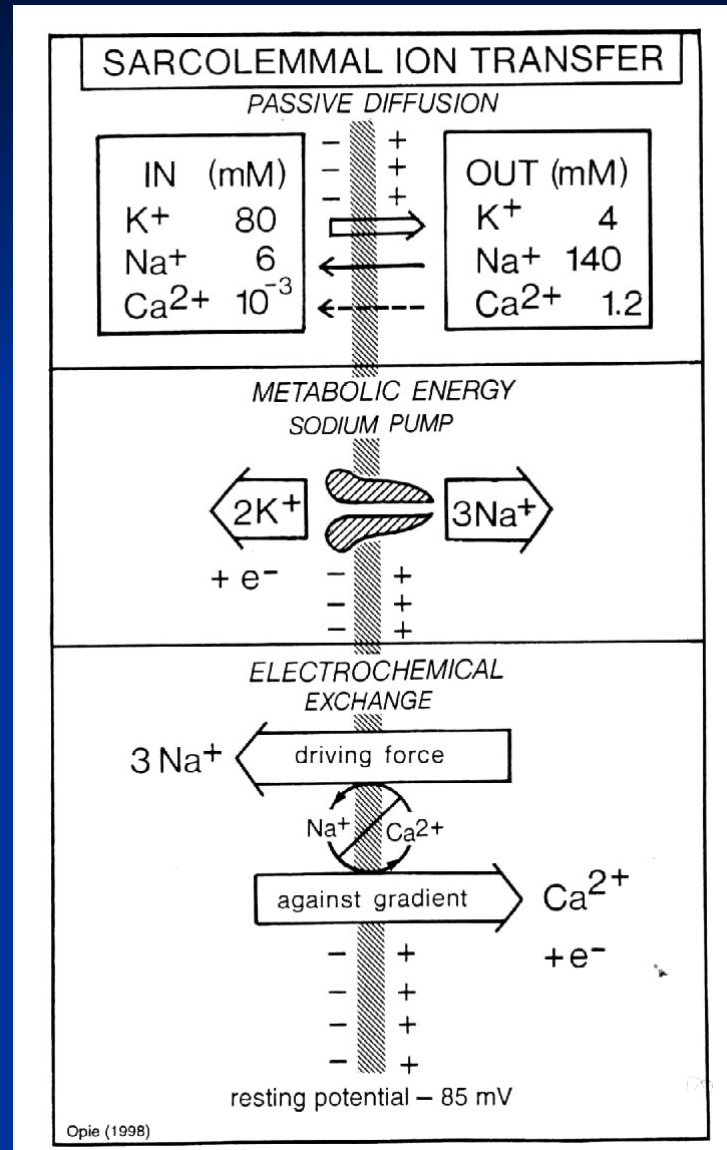 SARCOLEMMAL ION TRANSFER
PASSIVE DIFFUSION
IN (mM)
K+ 80
Na+ 6
Ca2+ 10-3
- +
- +
- +
OUT (mM)
K+ 4
Na+ 140
Ca2+ 1.2
METABOLIC ENERGY
SODIUM PUMP
2K+
3Na+
+ e-
- +
- +
- +
ELECTROCHEMICAL
EXCHANGE
3 Na+
driving force
Na+
Ca2+
against gradient
Ca2+
+e-
- +
- +
- +
- +
resting potential – 85 mV
Opie (1998)